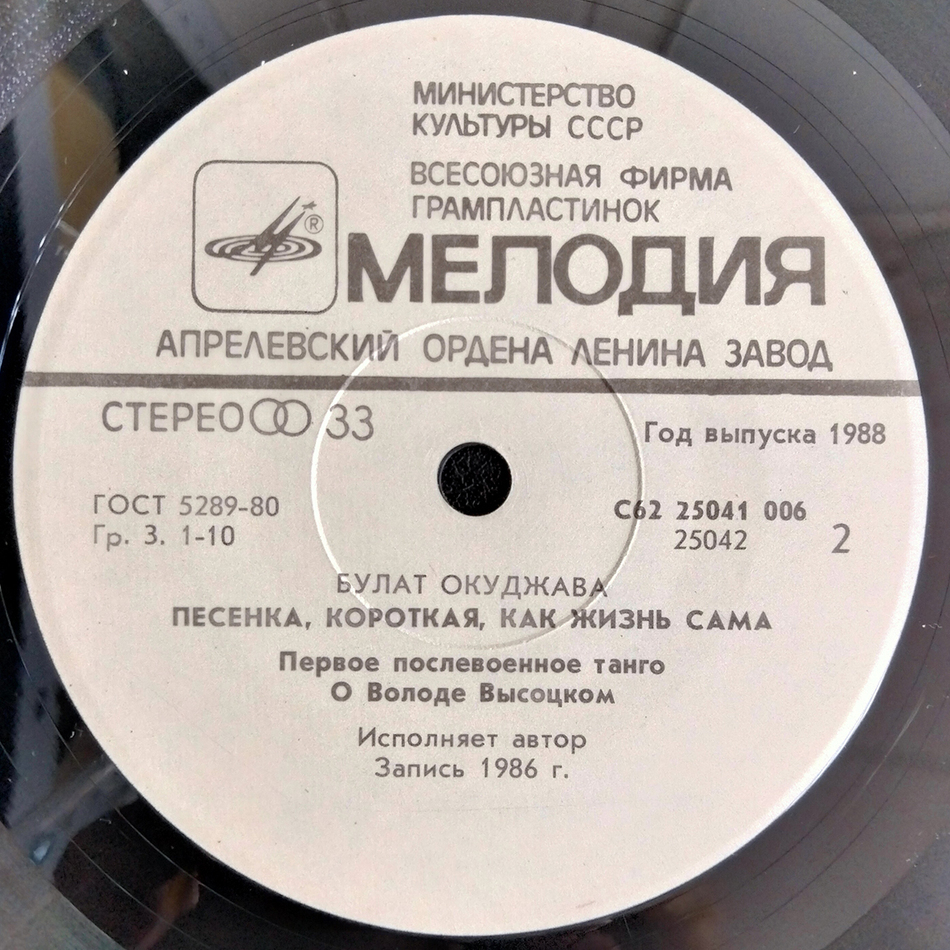 МИНИСТЕРСТВО
КУЛЬТУРЫ СССР
ВСЕСОЮЗНАЯ ФИРМА
ГРАМПЛАСТИНОК
®
МЕЛОДИЯ
АПРЕЛЕВСКИЙ ОРДЕНА ЛЕНИНА ЗАВОД
СТЕРЕО 33
Год выпуска 1988
ГОСТ 5289-80
Гр. 3. 1-10
С62 25041 006
25042
2
БУЛАТ ОКУДЖАВА
ПЕСЕНКА, КОРОТКАЯ, КАК ЖИЗНЬ САМА
Первое послевоенное танго
О Володе Высоцком
Исполняет автор
Запись 1986 г.